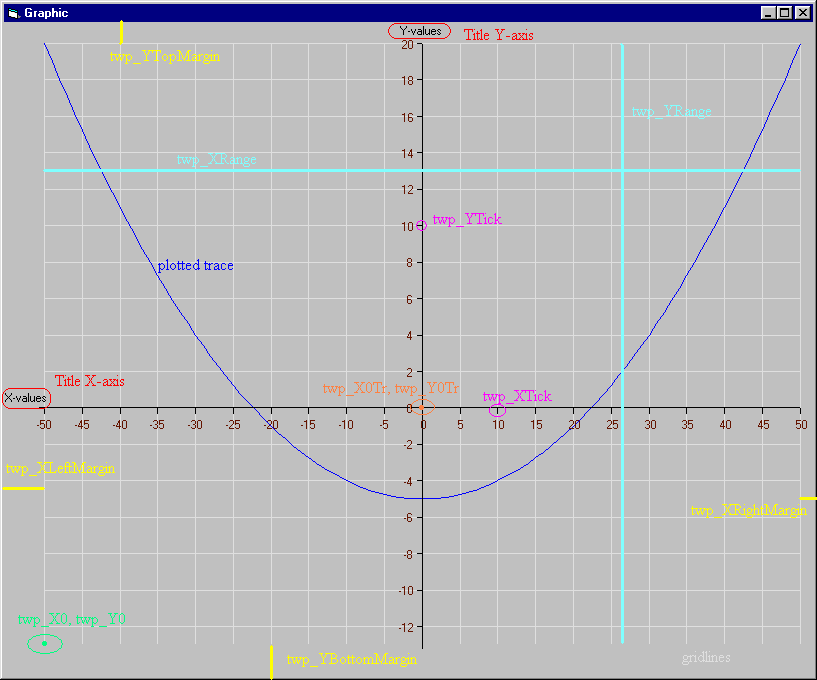 Graphic
Y-values Title Y-axis
20
twp_YTopMargin
18
twp_YRange
16
14
twp_XRange
12
twp_YTick
10
plotted trace
8
6
4
2
Title X-axis
twp_X0Tr, twp_Y0Tr
twp_XTick
X-values
0
-50 -45 -40 -35 -30 -25 -20 -15 -10 -5 0 5 10 15 20 25 30 35 40 45 50
-2
twp_XLeftMargin
-4
twp_XRightMargin
-6
-8
-10
twp_X0, twp_Y0
-12
twp_YBottomMargin
gridlines